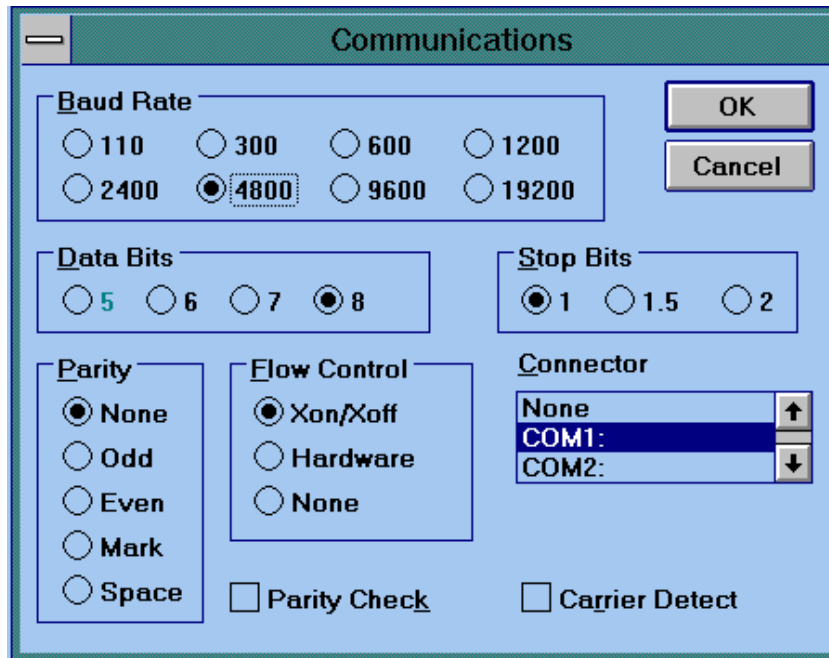 Communications
Baud Rate
110 300 600 1200
2400 4800 9600 19200
OK
Cancel
Data Bits
5 6 7 8
Stop Bits
1 1.5 2
Parity
None
Odd
Even
Mark
Space
Flow Control
Xon/Xoff
Hardware
None
Connector
None
COM1:
COM2:
Parity Check
Carrier Detect